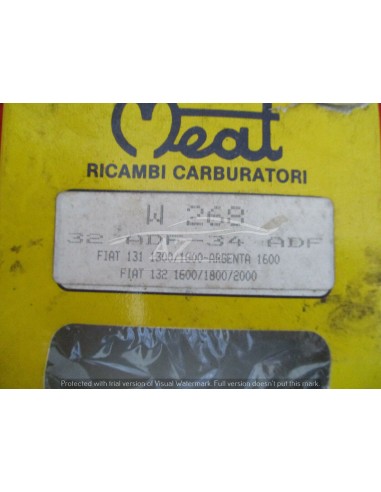 Meat
RICAMBI CARBURATORI
W 268
32 ADF-34 ADF
FIAT 131 1300/1800-ARGENTA 1600
FIAT 132 1600/1800/2000
Protected with trial version of Visual Watermark. Full version doesn't put this mark.